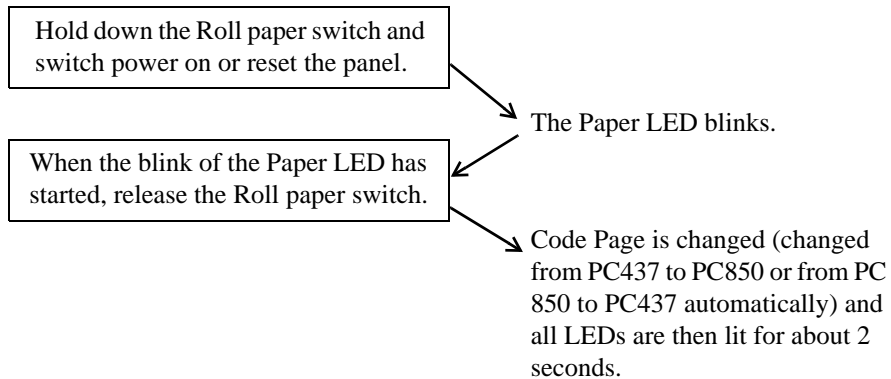 Hold down the Roll paper switch and
switch power on or reset the panel.
The Paper LED blinks.
When the blink of the Paper LED has
started, release the Roll paper switch.
Code Page is changed (changed
from PC437 to PC850 or from PC
850 to PC437 automatically) and
all LEDs are then lit for about 2
seconds.